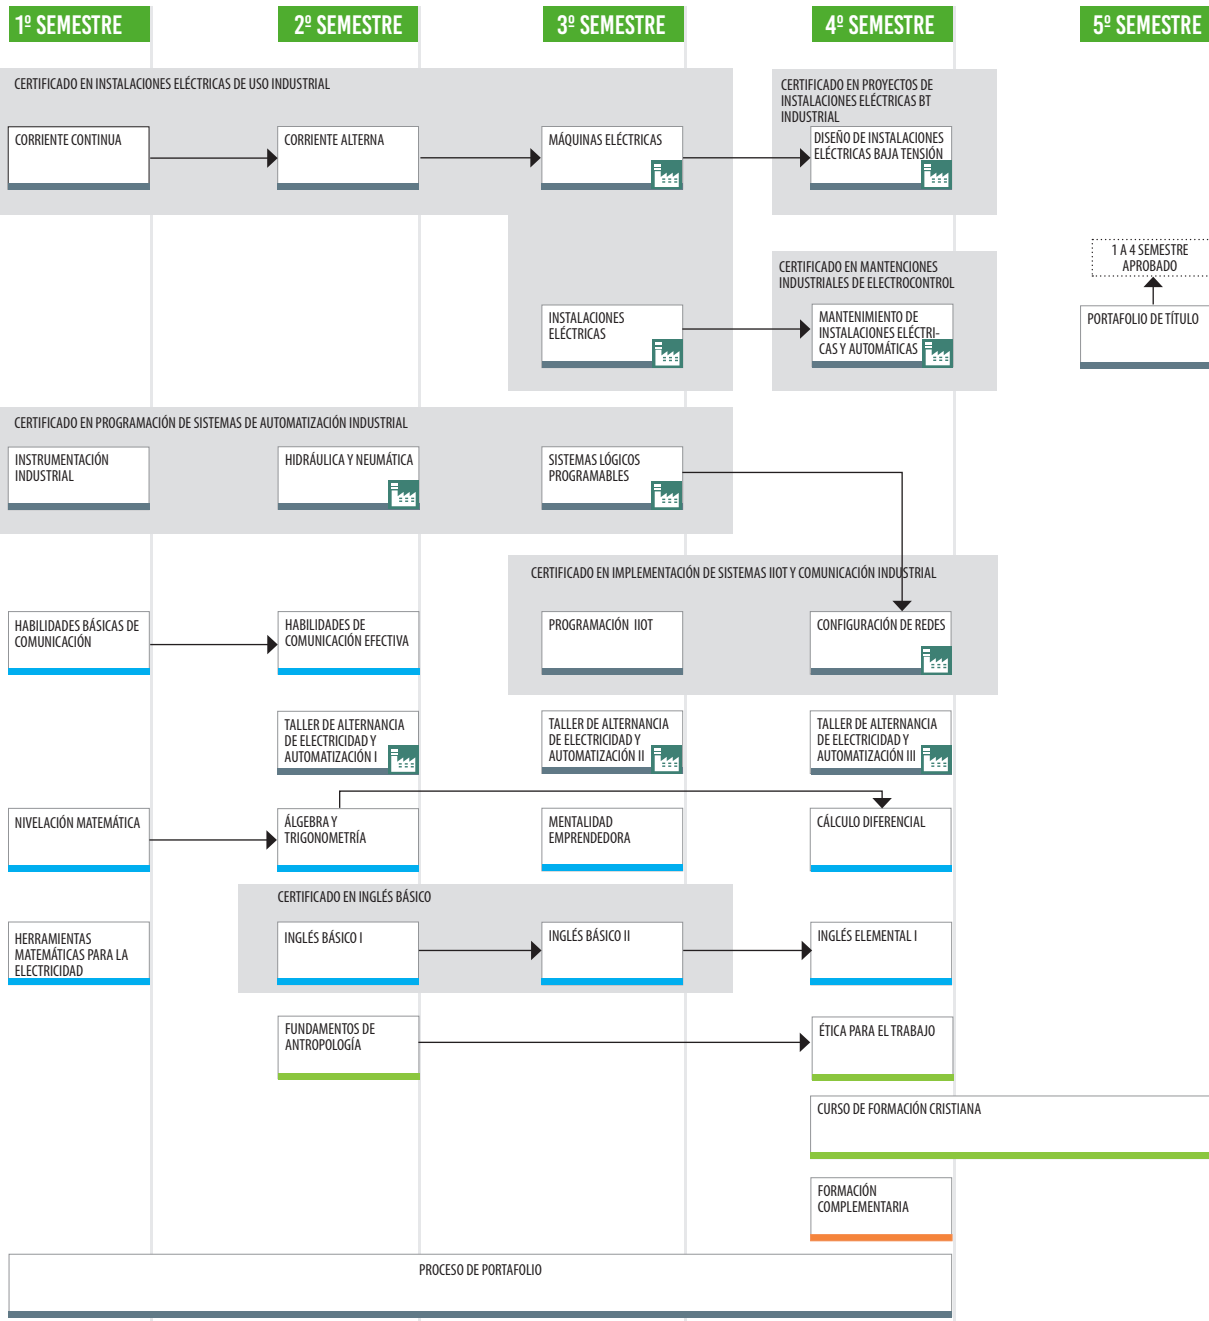 1º SEMESTRE
2º SEMESTRE
3º SEMESTRE
4º SEMESTRE
5º SEMESTRE
CERTIFICADO EN INSTALACIONES ELÉCTRICAS DE USO INDUSTRIAL
CERTIFICADO EN PROYECTOS DE
INSTALACIONES ELÉCTRICAS BT
INDUSTRIAL
CORRIENTE CONTINUA
CORRIENTE ALTERNA
MÁQUINAS ELÉCTRICAS
DISEÑO DE INSTALACIONES
ELÉCTRICAS BAJA TENSIÓN
1 A 4 SEMESTRE
APROBADO
CERTIFICADO EN MANTENCIONES
INDUSTRIALES DE ELECTROCONTROL
INSTALACIONES
ELÉCTRICAS
MANTENIMIENTO DE
INSTALACIONES ELÉCTRI-
CAS Y AUTOMÁTICAS
PORTAFOLIO DE TÍTULO
CERTIFICADO EN PROGRAMACIÓN DE SISTEMAS DE AUTOMATIZACIÓN INDUSTRIAL
INSTRUMENTACIÓN
INDUSTRIAL
HIDRÁULICA Y NEUMÁTICA
SISTEMAS LÓGICOS
PROGRAMABLES
CERTIFICADO EN IMPLEMENTACIÓN DE SISTEMAS IIOT Y COMUNICACIÓN INDUSTRIAL
HABILIDADES BÁSICAS DE
COMUNICACIÓN
HABILIDADES DE
COMUNICACIÓN EFECTIVA
PROGRAMACIÓN IIOT
CONFIGURACIÓN DE REDES
TALLER DE ALTERNANCIA
DE ELECTRICIDAD Y
AUTOMATIZACIÓN I
TALLER DE ALTERNANCIA
DE ELECTRICIDAD Y
AUTOMATIZACIÓN II
TALLER DE ALTERNANCIA
DE ELECTRICIDAD Y
AUTOMATIZACIÓN III
NIVELACIÓN MATEMÁTICA
ÁLGEBRA Y
TRIGONOMETRÍA
MENTALIDAD
EMPRENDEDORA
CÁLCULO DIFERENCIAL
CERTIFICADO EN INGLÉS BÁSICO
HERRAMIENTAS
MATEMÁTICAS PARA LA
ELECTRICIDAD
INGLÉS BÁSICO I
INGLÉS BÁSICO II
INGLÉS ELEMENTAL I
FUNDAMENTOS DE
ANTROPOLOGÍA
ÉTICA PARA EL TRABAJO
CURSO DE FORMACIÓN CRISTIANA
FORMACIÓN
COMPLEMENTARIA
PROCESO DE PORTAFOLIO